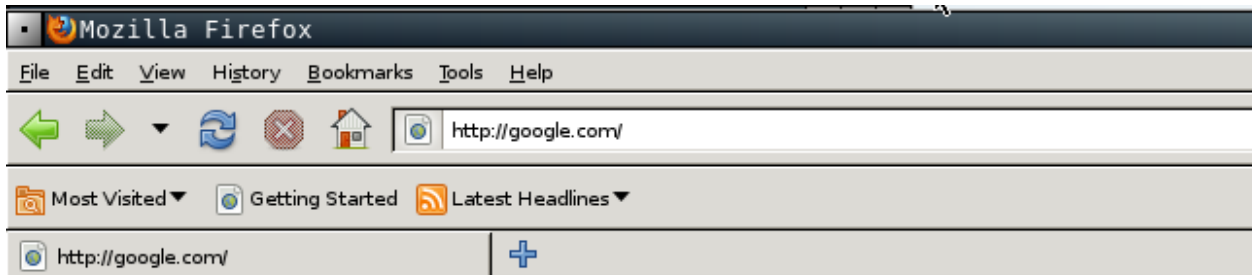 Mozilla Firefox
File Edit View History Bookmarks Tools Help
http://google.com/
Most Visited Getting Started Latest Headlines
http://google.com/